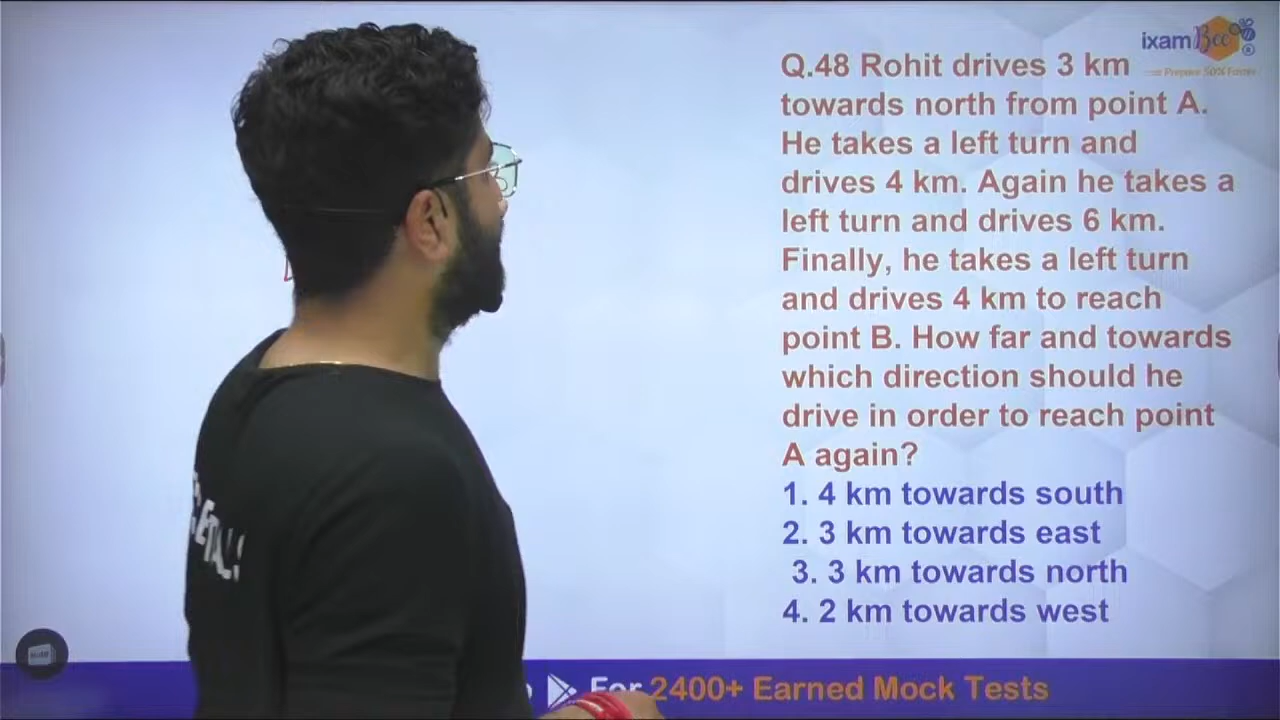 ixamBee
Prepare 50% Faster
Q.48 Rohit drives 3 km
towards north from point A.
He takes a left turn and
drives 4 km. Again he takes a
left turn and drives 6 km.
Finally, he takes a left turn
and drives 4 km to reach
point B. How far and towards
which direction should he
drive in order to reach point
A again?
1. 4 km towards south
2. 3 km towards east
3. 3 km towards north
4. 2 km towards west
For 2400+ Earned Mock Tests